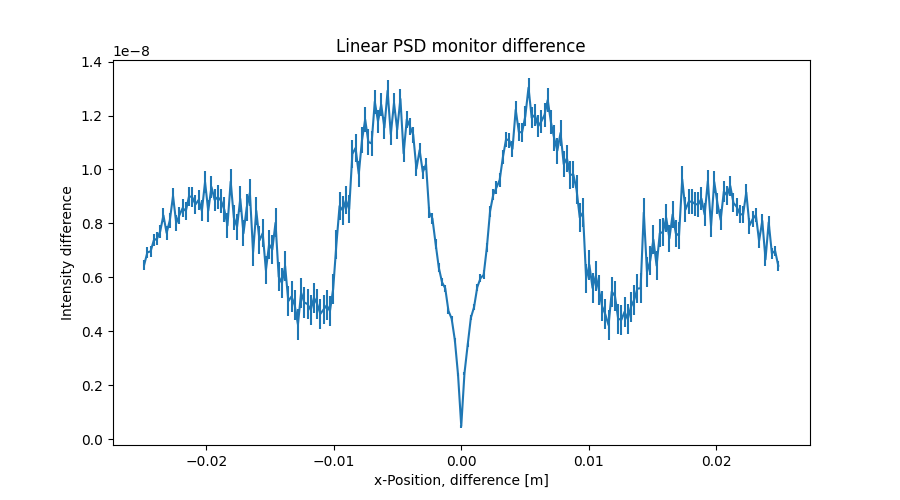 Linear PSD monitor difference
1e−8
1.4
1.2
1.0
0.8
0.6
0.4
0.2
0.0
Intensity difference
−0.02 −0.01 0.00 0.01 0.02
x-Position, difference [m]